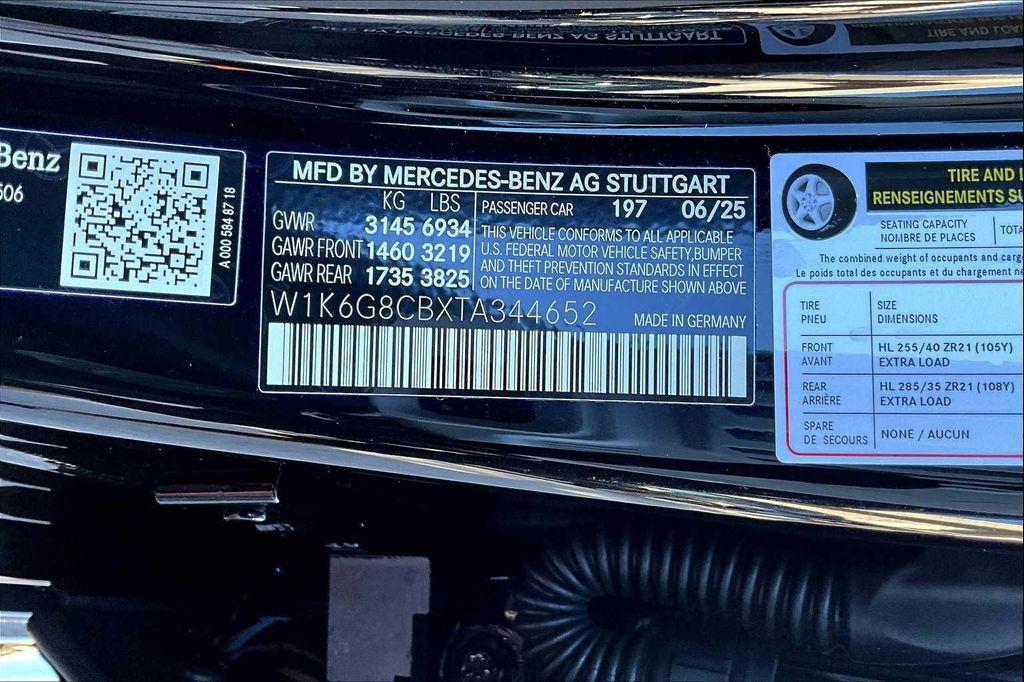 Benz
506
A 000 584 87 18
MFD BY MERCEDES-BENZ AG STUTTGART
KG LBS
GVWR 3145 6934
GAWR FRONT 1460 3219
GAWR REAR 1735 3825
PASSENGER CAR 197 06/25
THIS VEHICLE CONFORMS TO ALL APPLICABLE
U.S. FEDERAL MOTOR VEHICLE SAFETY,BUMPER
AND THEFT PREVENTION STANDARDS IN EFFECT
ON THE DATE OF MANUFACTURE SHOWN ABOVE
W1K6G8CBXTA344652
MADE IN GERMANY
TIRE AND
RENSEIGNEMENTS
SEATING CAPACITY
NOMBRE DE PLACES
The combined weight of occupants and
Le poids total des occupants et du chargement
TIRE SIZE
PNEU DIMENSIONS
FRONT HL 255/40 ZR21 (105Y)
AVANT EXTRA LOAD
REAR HL 285/35 ZR21 (108Y)
ARRIÈRE EXTRA LOAD
SPARE
DE SECOURS NONE / AUCUN